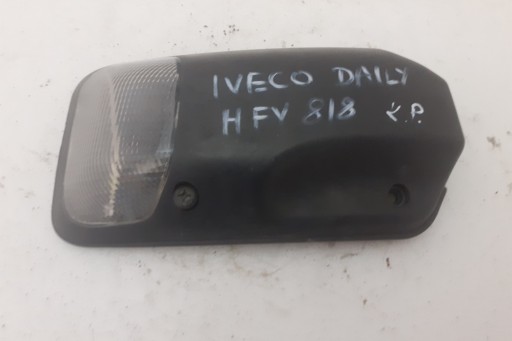 IVECO DAILY
HFV 818 K.P.